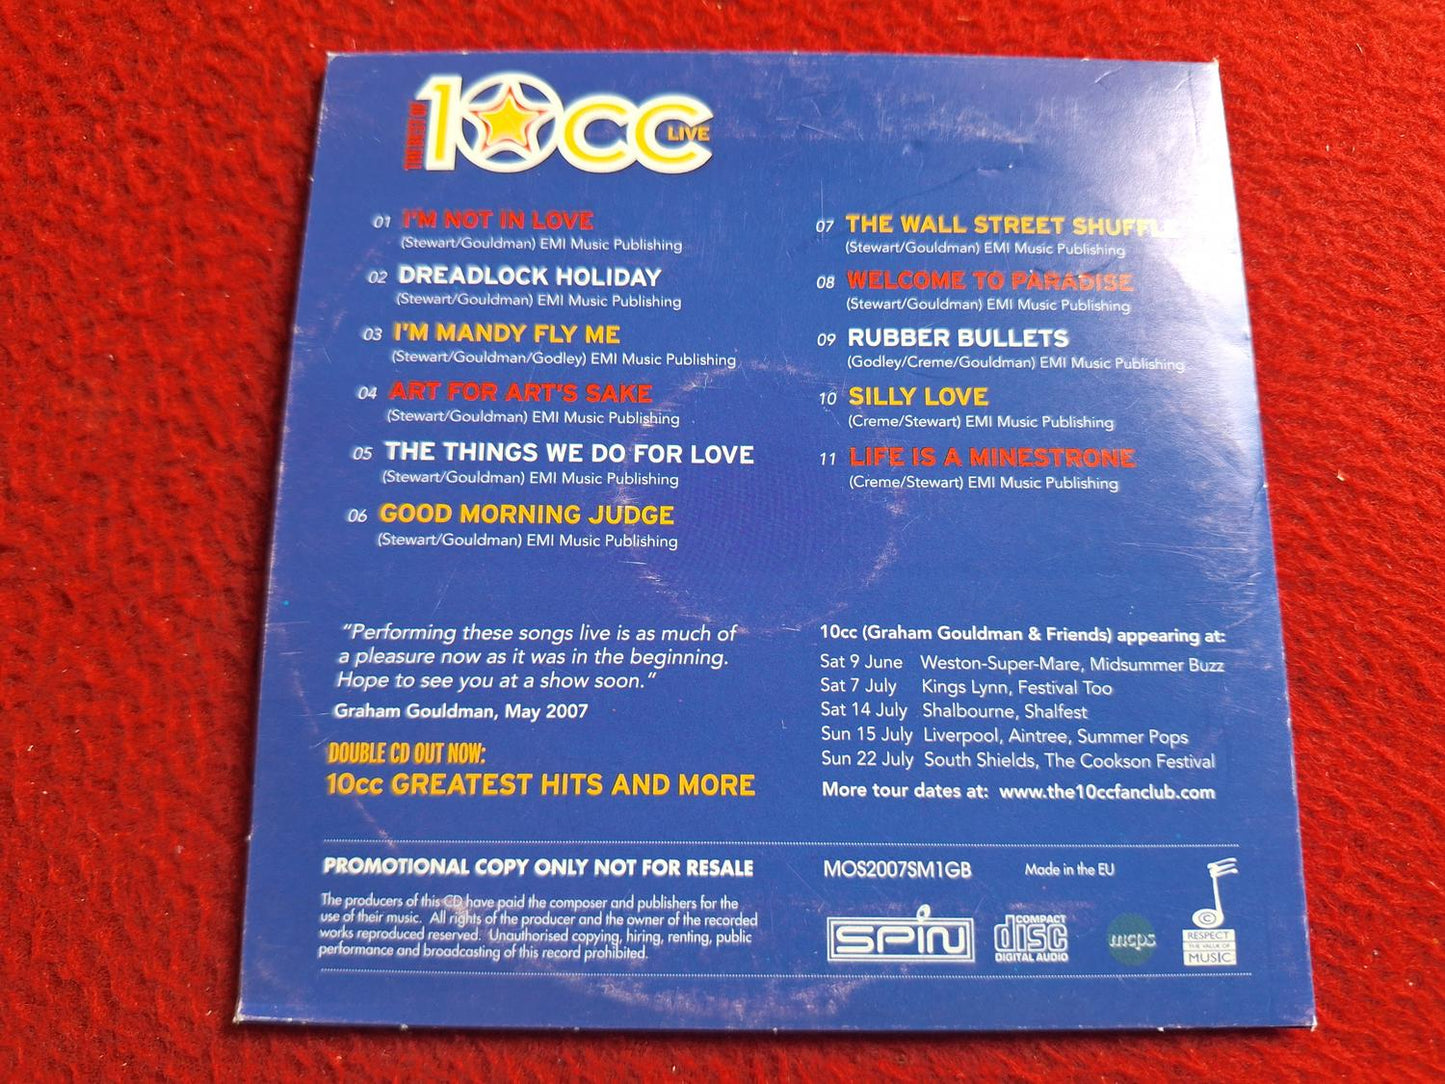 THE BEST OF
10cc LIVE
01 I'M NOT IN LOVE
(Stewart/Gouldman) EMI Music Publishing
02 DREADLOCK HOLIDAY
(Stewart/Gouldman) EMI Music Publishing
03 I'M MANDY FLY ME
(Stewart/Gouldman/Godley) EMI Music Publishing
04 ART FOR ART'S SAKE
(Stewart/Gouldman) EMI Music Publishing
05 THE THINGS WE DO FOR LOVE
(Stewart/Gouldman) EMI Music Publishing
06 GOOD MORNING JUDGE
(Stewart/Gouldman) EMI Music Publishing
07 THE WALL STREET SHUFFLE
(Stewart/Gouldman) EMI Music Publishing
08 WELCOME TO PARADISE
(Stewart/Gouldman) EMI Music Publishing
09 RUBBER BULLETS
(Godley/Creme/Gouldman) EMI Music Publishing
10 SILLY LOVE
(Creme/Stewart) EMI Music Publishing
11 LIFE IS A MINESTRONE
(Creme/Stewart) EMI Music Publishing
"Performing these songs live is as much of
a pleasure now as it was in the beginning.
Hope to see you at a show soon."
Graham Gouldman, May 2007
DOUBLE CD OUT NOW:
10cc GREATEST HITS AND MORE
10cc (Graham Gouldman & Friends) appearing at:
Sat 9 June Weston-Super-Mare, Midsummer Buzz
Sat 7 July Kings Lynn, Festival Too
Sat 14 July Shalbourne, Shalfest
Sun 15 July Liverpool, Aintree, Summer Pops
Sun 22 July South Shields, The Cookson Festival
More tour dates at: www.the10ccfanclub.com
PROMOTIONAL COPY ONLY NOT FOR RESALE
The producers of this CD have paid the composer and publishers for the
use of their music. All rights of the producer and the owner of the recorded
works reproduced reserved. Unauthorised copying, hiring, renting, public
performance and broadcasting of this record prohibited.
MOS2007SM1GB
Made in the EU
SPIN
COMPACT
disc
DIGITAL AUDIO
mcps
©
RESPECT
THE VALUE OF
MUSIC